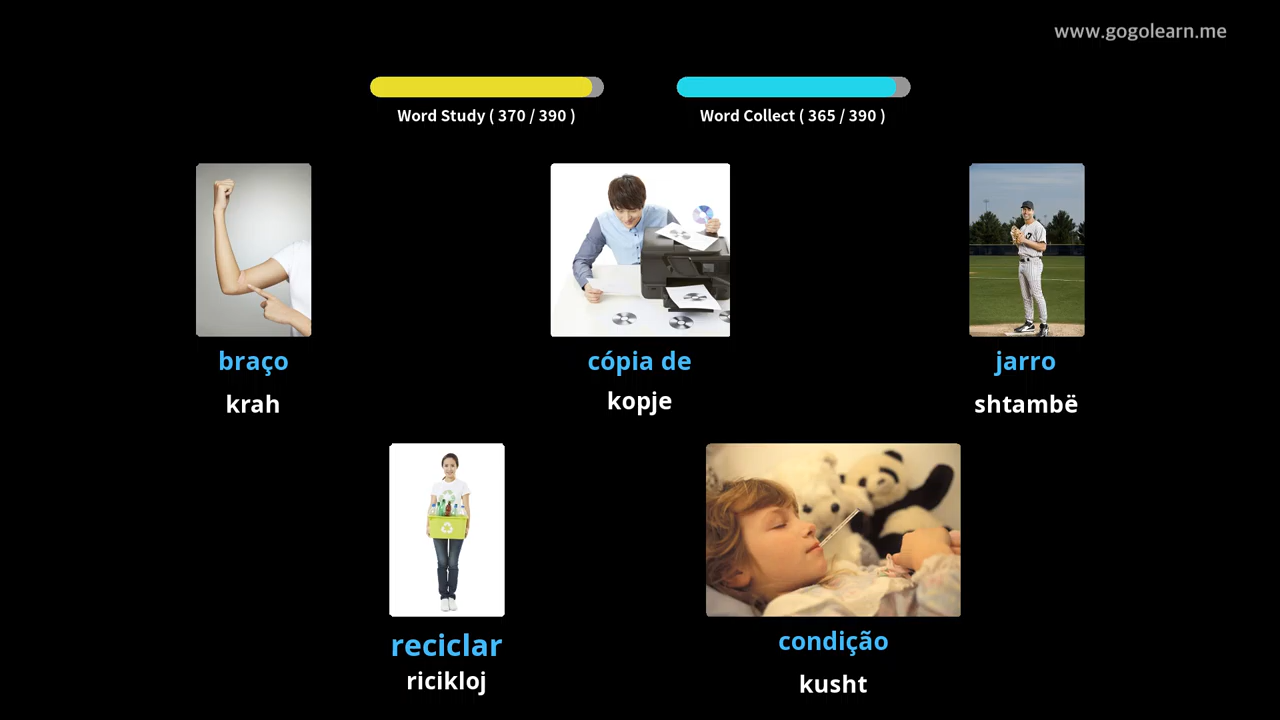 www.gogolearn.me
Word Study ( 370 / 390 )
Word Collect ( 365 / 390 )
braço
cópia de
jarro
krah
kopje
shtambë
reciclar
condição
ricikloj
kusht